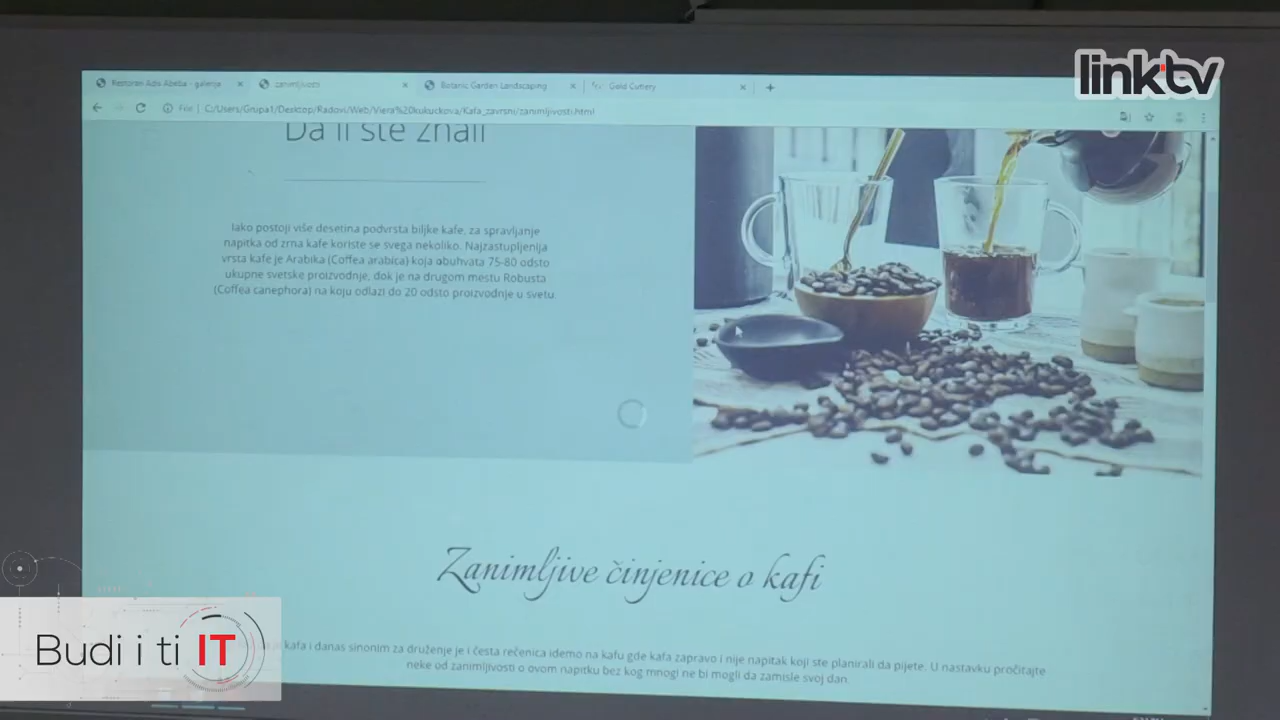 linktv
Restoran Adis Abeba - galerija
zanimljivosti
Botanic Garden Landscaping
Gold Cutlery
File | C:/Users/Grupa1/Desktop/Radovi/Web/Viera%20kukuckova/Kafa_zavrsni/zanimljivosti.html
Da li ste znali
Iako postoji više desetina podvrsta biljke kafe, za spravljanje
napitka od zrna kafe koriste se svega nekoliko. Najzastupljenija
vrsta kafe je Arabika (Coffea arabica) koja obuhvata 75-80 odsto
ukupne svetske proizvodnje, dok je na drugom mestu Robusta
(Coffea canephora) na koju odlazi do 20 odsto proizvodnje u svetu.
Zanimljive činjenice o kafi
kafa i danas sinonim za druženje je i česta rečenica idemo na kafu gde kafa zapravo i nije napitak koji ste planirali da pijete. U nastavku pročitajte
neke od zanimljivosti o ovom napitku bez kog mnogi ne bi mogli da zamisle svoj dan.
Budi i ti IT